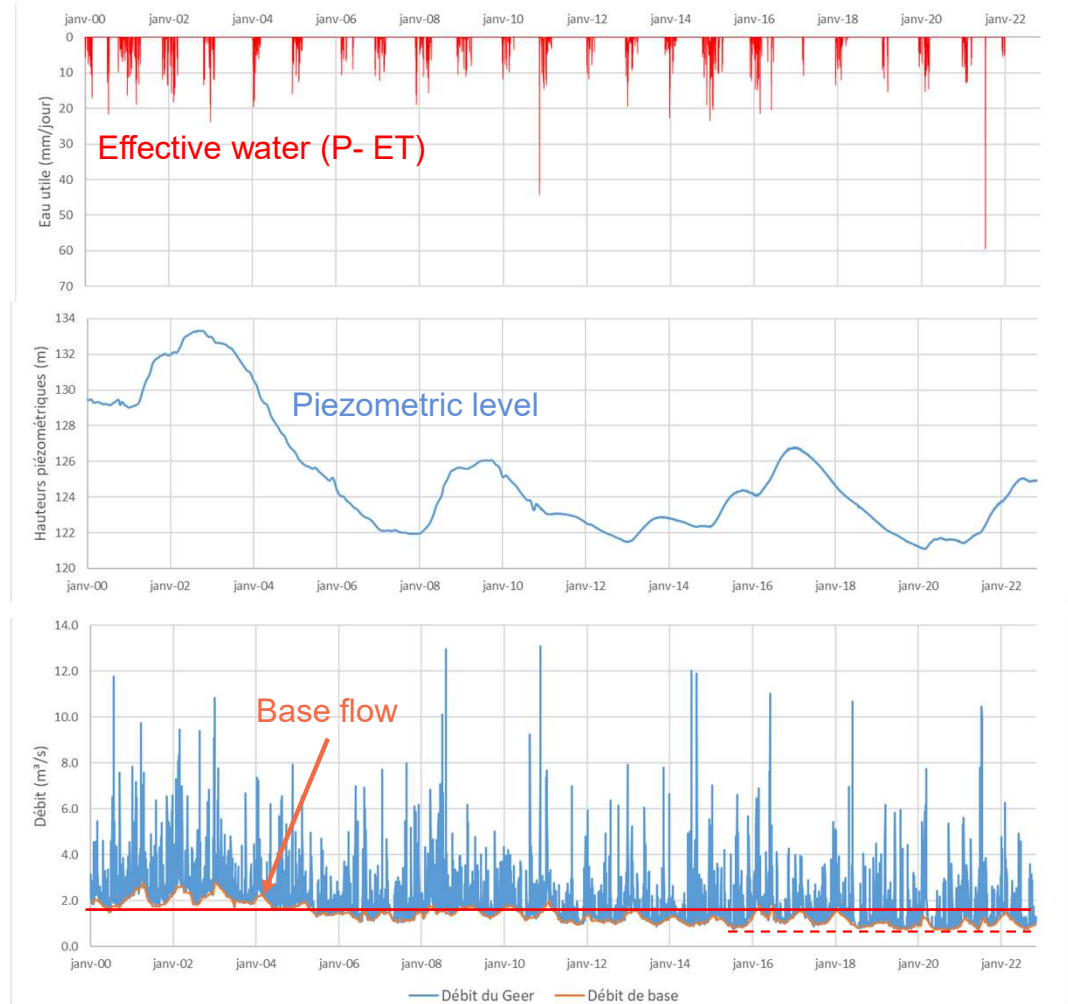 janv-00 janv-02 janv-04 janv-06 janv-08 janv-10 janv-12 janv-14 janv-16 janv-18 janv-20 janv-22
0
10
20
30
40
50
60
70
Eau utile (mm/jour)
Effective water (P- ET)
134
132
130
128
126
124
122
120
Hauteurs piézométriques (m)
Piezometric level
janv-00 janv-02 janv-04 janv-06 janv-08 janv-10 janv-12 janv-14 janv-16 janv-18 janv-20 janv-22
14.0
12.0
10.0
8.0
6.0
4.0
2.0
0.0
Débit (m³/s)
Base flow
janv-00 janv-02 janv-04 janv-06 janv-08 janv-10 janv-12 janv-14 janv-16 janv-18 janv-20 janv-22
Débit du Geer Débit de base